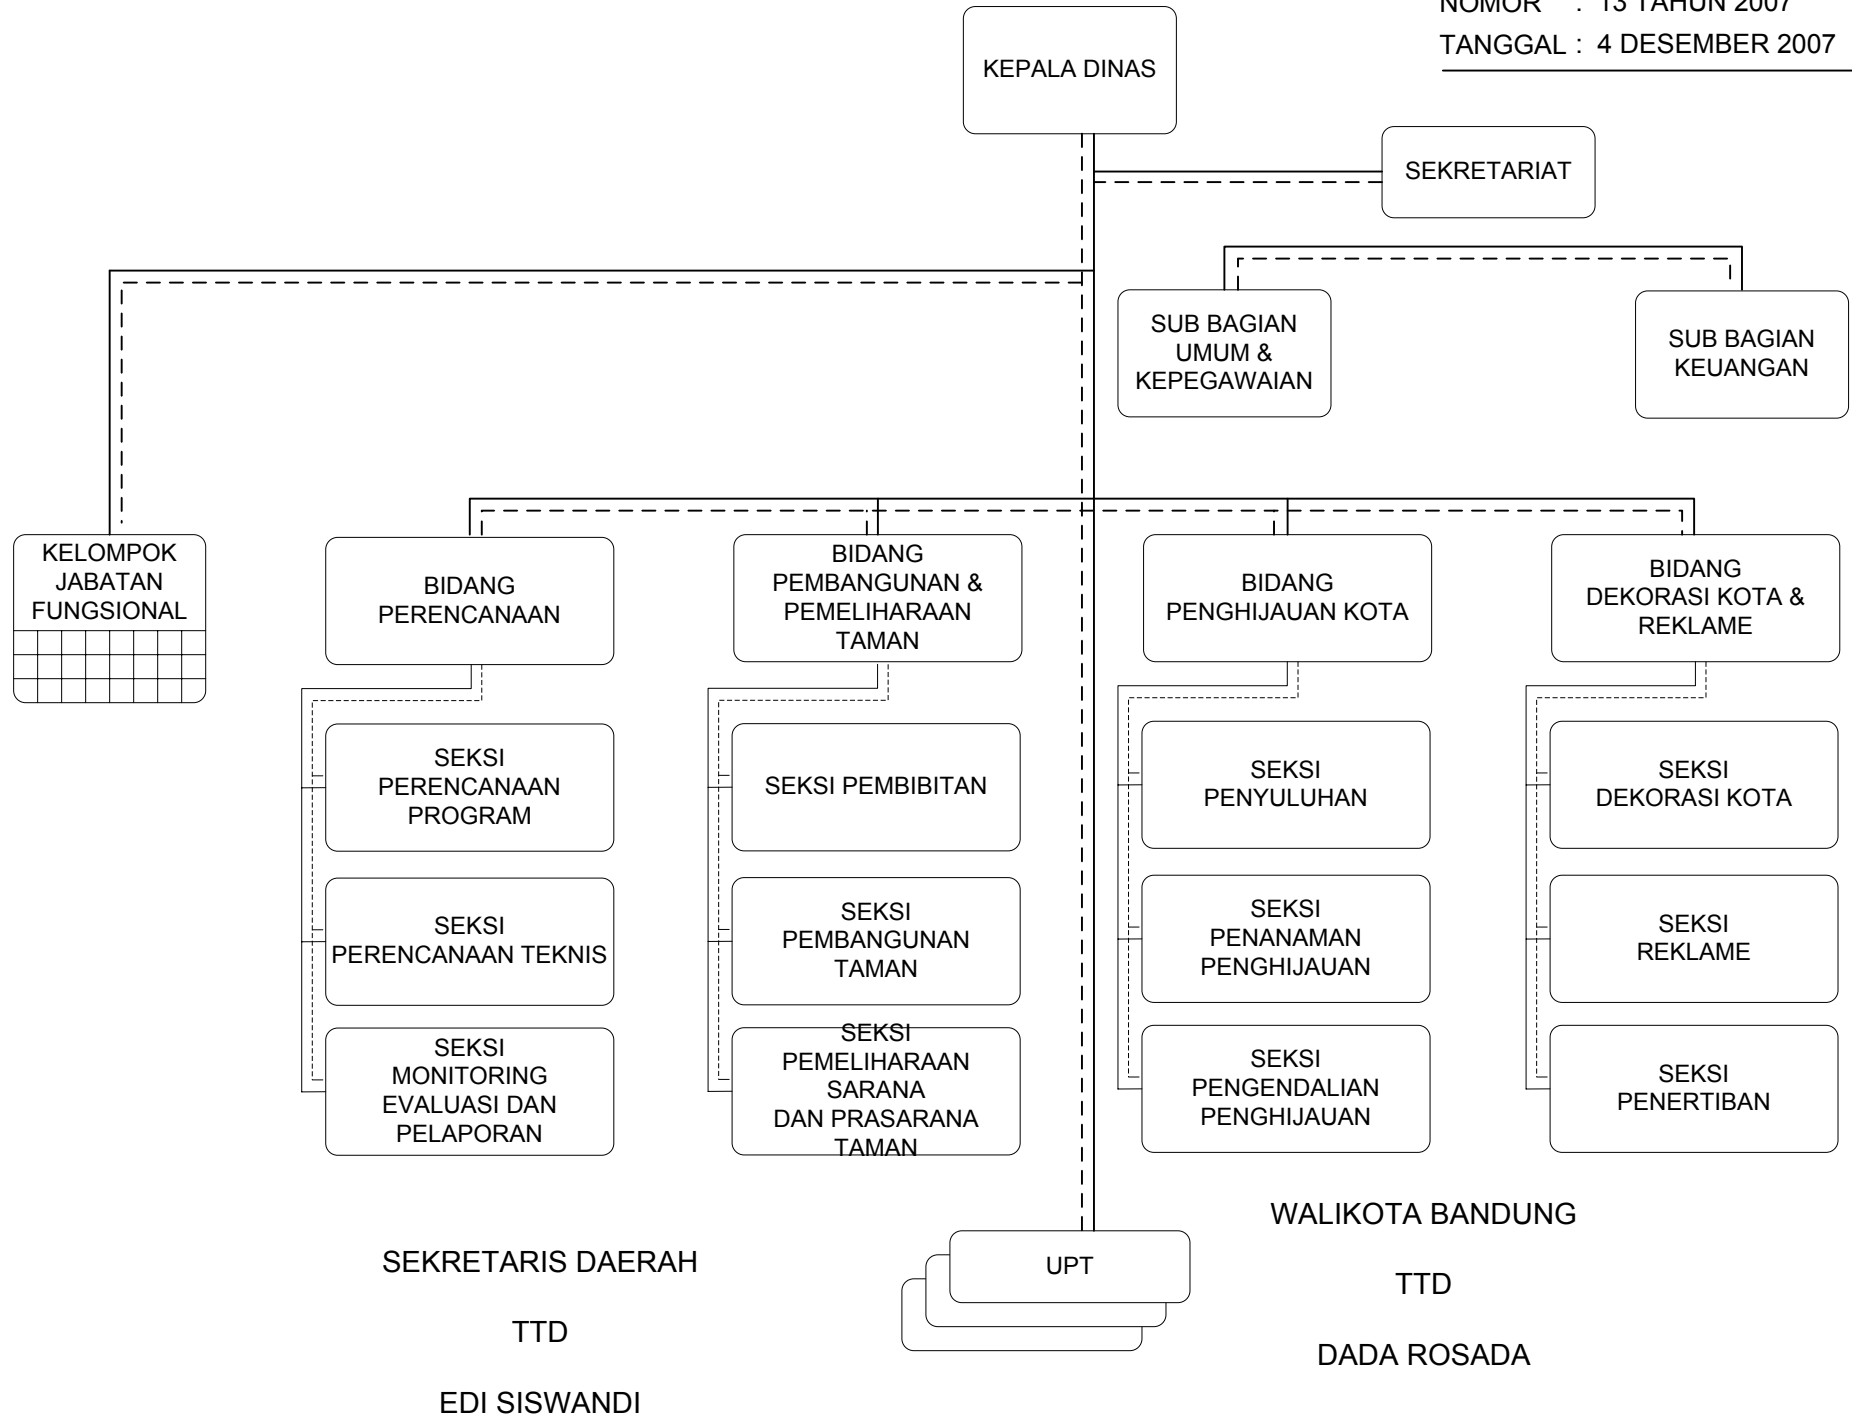 NOMOR : 13 TAHUN 2007
TANGGAL : 4 DESEMBER 2007
KEPALA DINAS
SEKRETARIAT
SUB BAGIAN
UMUM &
KEPEGAWAIAN
SUB BAGIAN
KEUANGAN
KELOMPOK
JABATAN
FUNGSIONAL
BIDANG
PERENCANAAN
BIDANG
PEMBANGUNAN &
PEMELIHARAAN
TAMAN
BIDANG
PENGHIJAUAN KOTA
BIDANG
DEKORASI KOTA &
REKLAME
SEKSI
PERENCANAAN
PROGRAM
SEKSI PEMBIBITAN
SEKSI
PENYULUHAN
SEKSI
DEKORASI KOTA
SEKSI
PERENCANAAN TEKNIS
SEKSI
PEMBANGUNAN
TAMAN
SEKSI
PENANAMAN
PENGHIJAUAN
SEKSI
REKLAME
SEKSI
MONITORING
EVALUASI DAN
PELAPORAN
SEKSI
PEMELIHARAAN
SARANA
DAN PRASARANA
TAMAN
SEKSI
PENGENDALIAN
PENGHIJAUAN
SEKSI
PENERTIBAN
UPT
SEKRETARIS DAERAH
TTD
EDI SISWANDI
WALIKOTA BANDUNG
TTD
DADA ROSADA